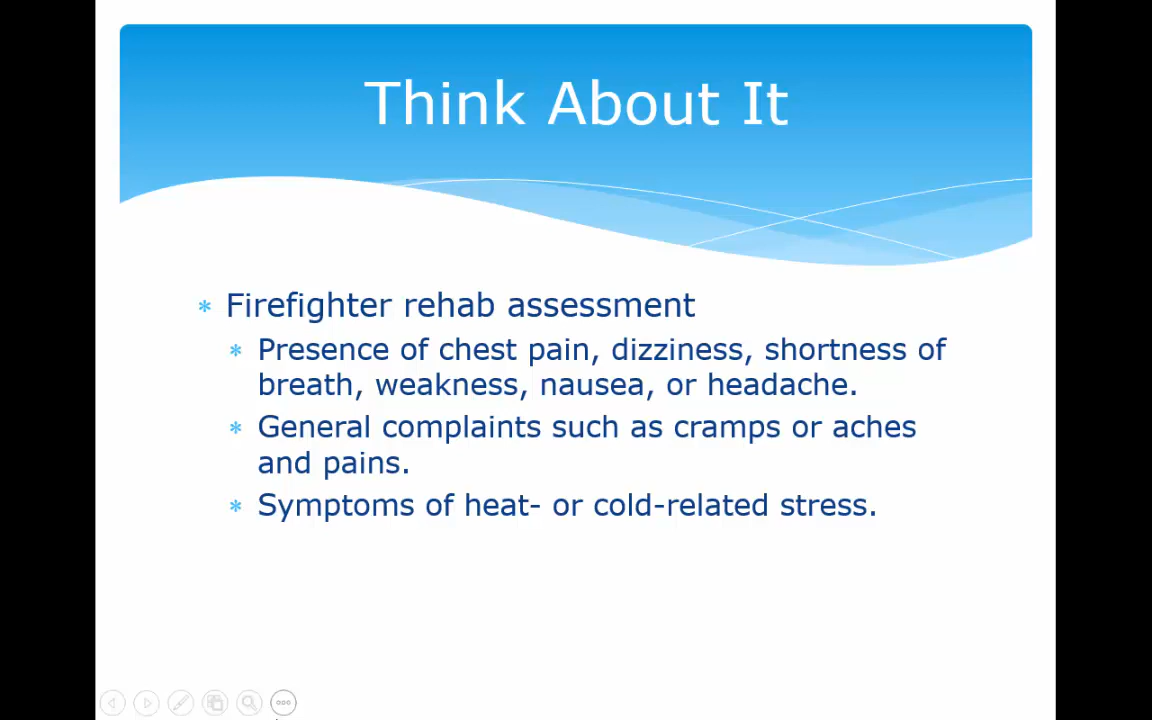 Think About It
* Firefighter rehab assessment
* Presence of chest pain, dizziness, shortness of
breath, weakness, nausea, or headache.
* General complaints such as cramps or aches
and pains.
* Symptoms of heat- or cold-related stress.